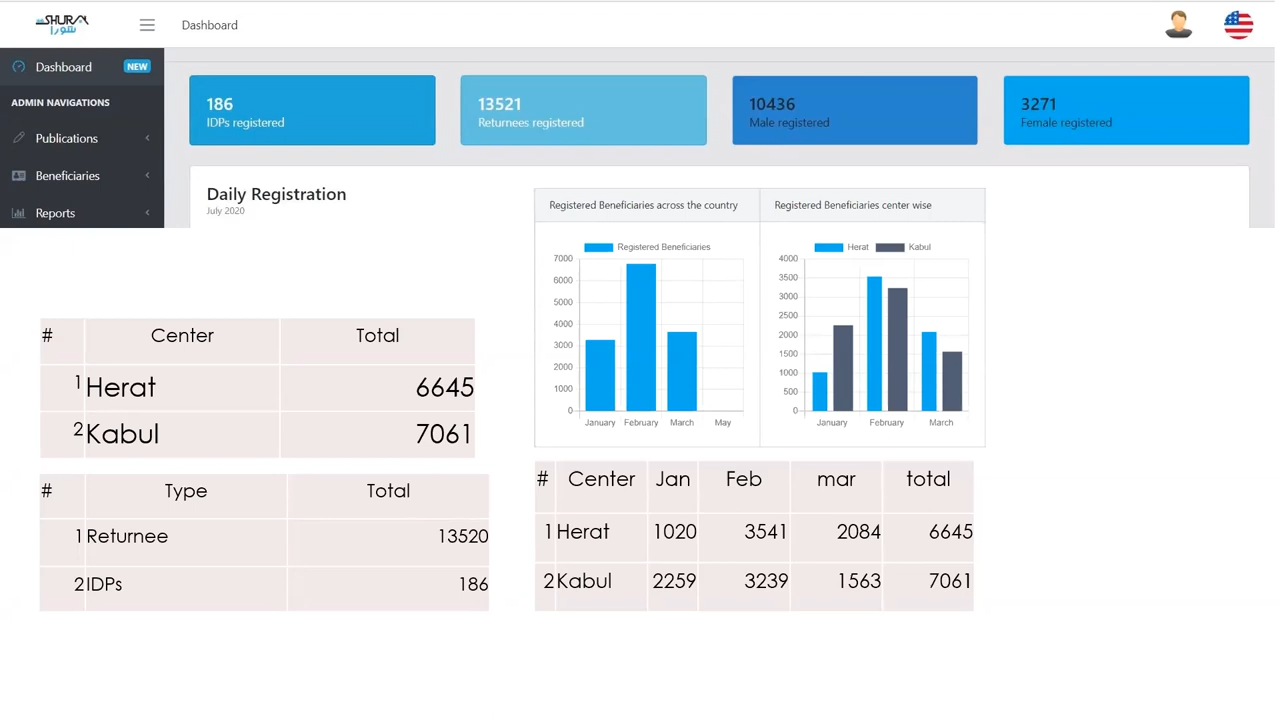 SHURA
شورا
Dashboard
Dashboard NEW
ADMIN NAVIGATIONS
Publications
Beneficiaries
Reports
186
IDPs registered
13521
Returnees registered
10436
Male registered
3271
Female registered
Daily Registration
July 2020
Registered Beneficiaries across the country
Registered Beneficiaries
7000
6000
5000
4000
3000
2000
1000
0
January February March May
Registered Beneficiaries center wise
Herat Kabul
4000
3500
3000
2500
2000
1500
1000
500
0
January February March
# Center Total
1 Herat 6645
2 Kabul 7061
# Type Total
1 Returnee 13520
2 IDPs 186
# Center Jan Feb mar total
1 Herat 1020 3541 2084 6645
2 Kabul 2259 3239 1563 7061